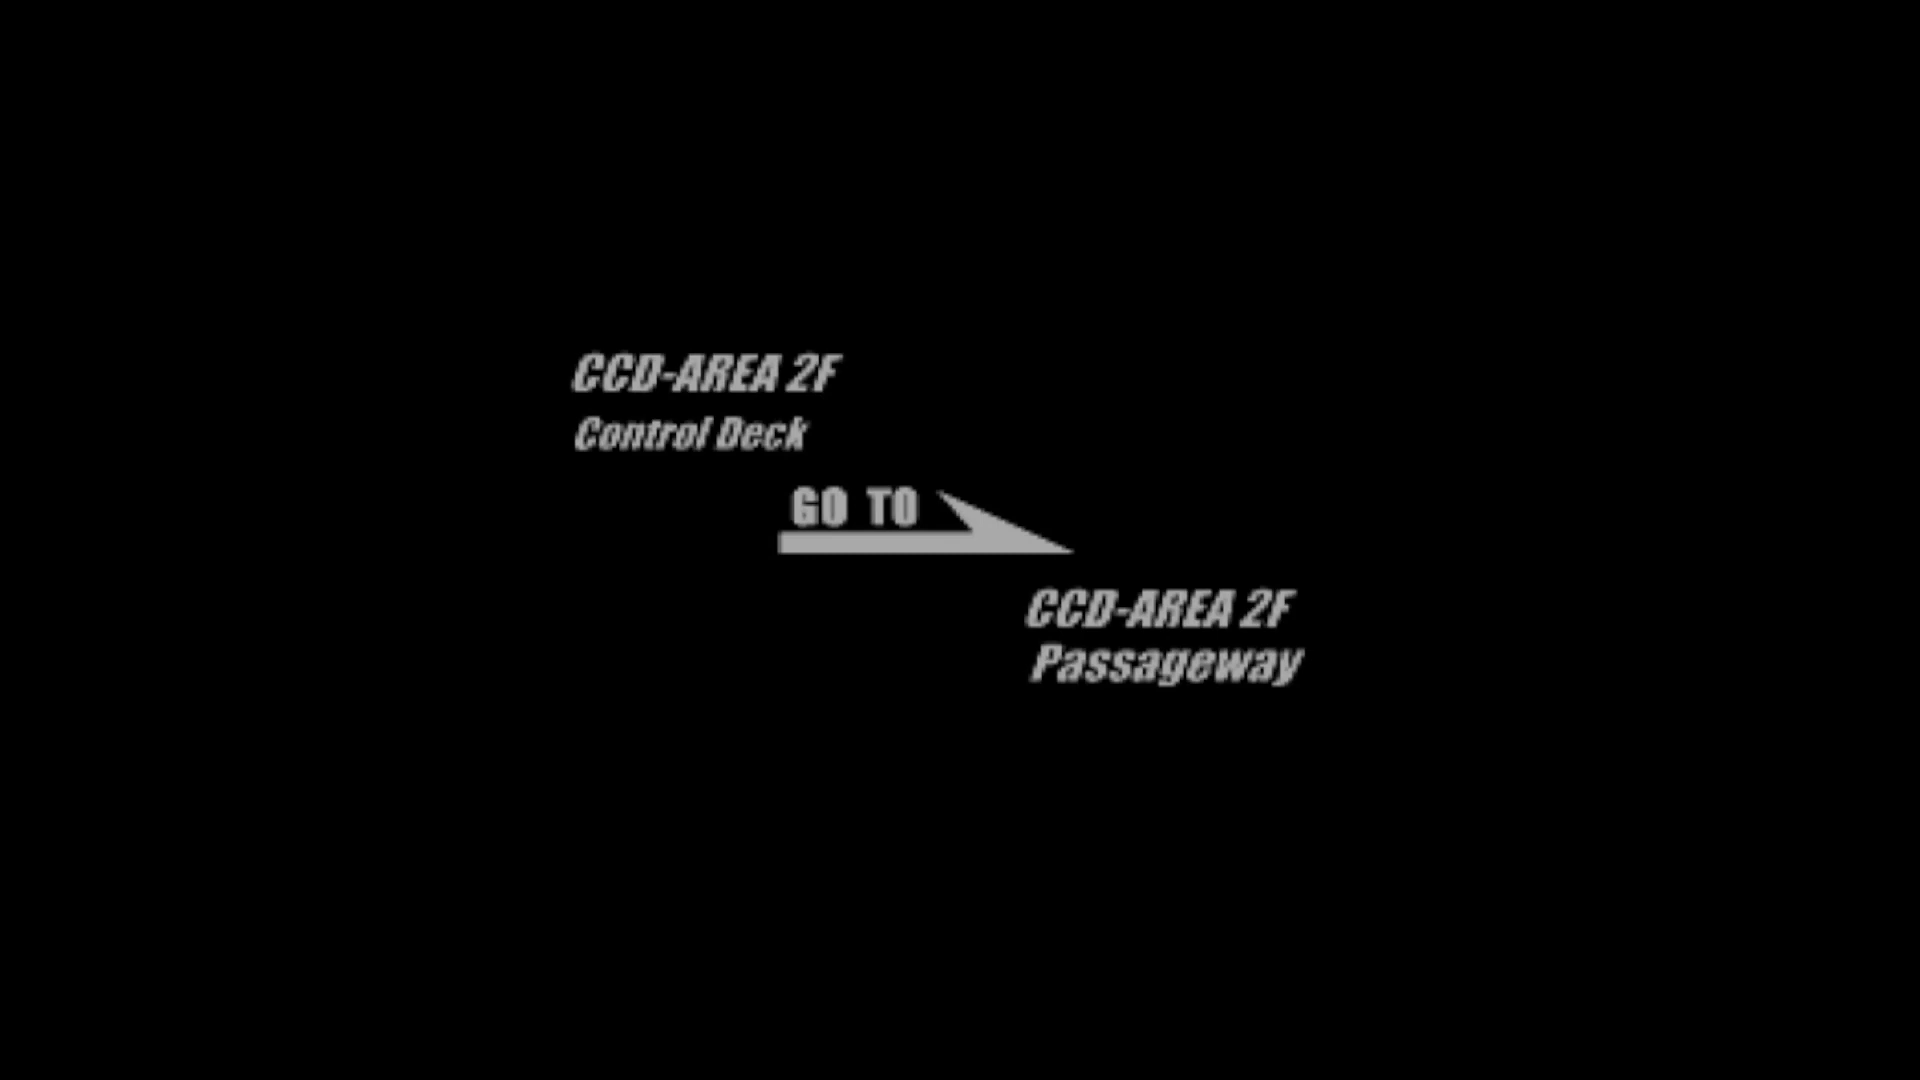 CCD-AREA 2F
Control Deck
GO TO
CCD-AREA 2F
Passageway